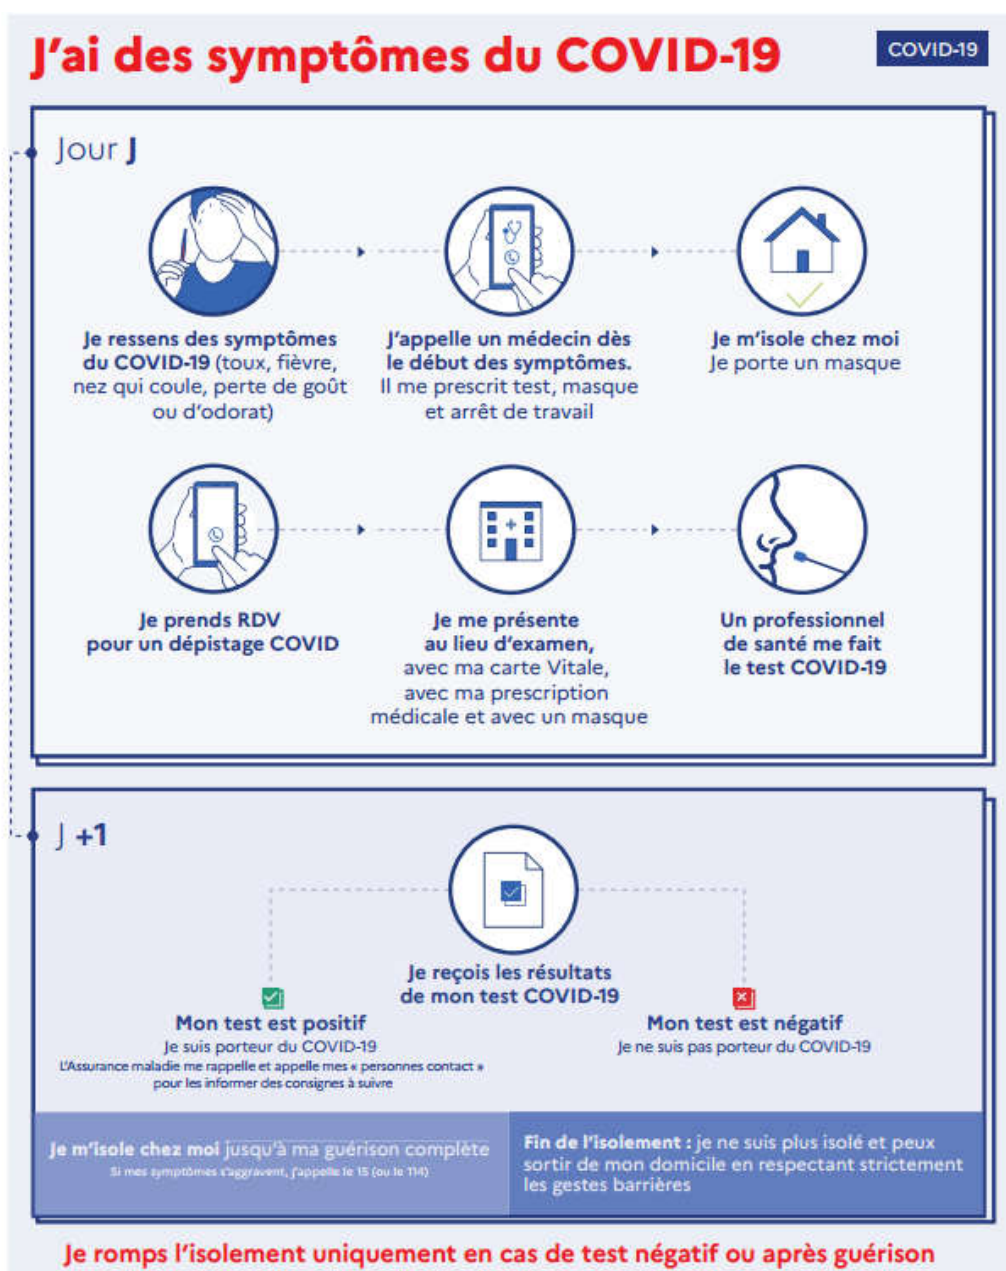 J'ai des symptômes du COVID-19
COVID-19
Jour J
Je ressens des symptômes
du COVID-19 (toux, fièvre,
nez qui coule, perte de goût
ou d'odorat)
J'appelle un médecin dès
le début des symptômes.
Il me prescrit test, masque
et arrêt de travail
Je m'isole chez moi
Je porte un masque
Je prends RDV
pour un dépistage COVID
Je me présente
au lieu d'examen,
avec ma carte Vitale,
avec ma prescription
médicale et avec un masque
Un professionnel
de santé me fait
le test COVID-19
J +1
Je reçois les résultats
de mon test COVID-19
Mon test est positif
Je suis porteur du COVID-19
L'Assurance maladie me rappelle et appelle mes « personnes contact »
pour les informer des consignes à suivre
Mon test est négatif
Je ne suis pas porteur du COVID-19
Je m'isole chez moi jusqu'à ma guérison complète
Si mes symptômes s'aggravent, j'appelle le 15 (ou le 114)
Fin de l'isolement : je ne suis plus isolé et peux
sortir de mon domicile en respectant strictement
les gestes barrières
Je romps l'isolement uniquement en cas de test négatif ou après guérison